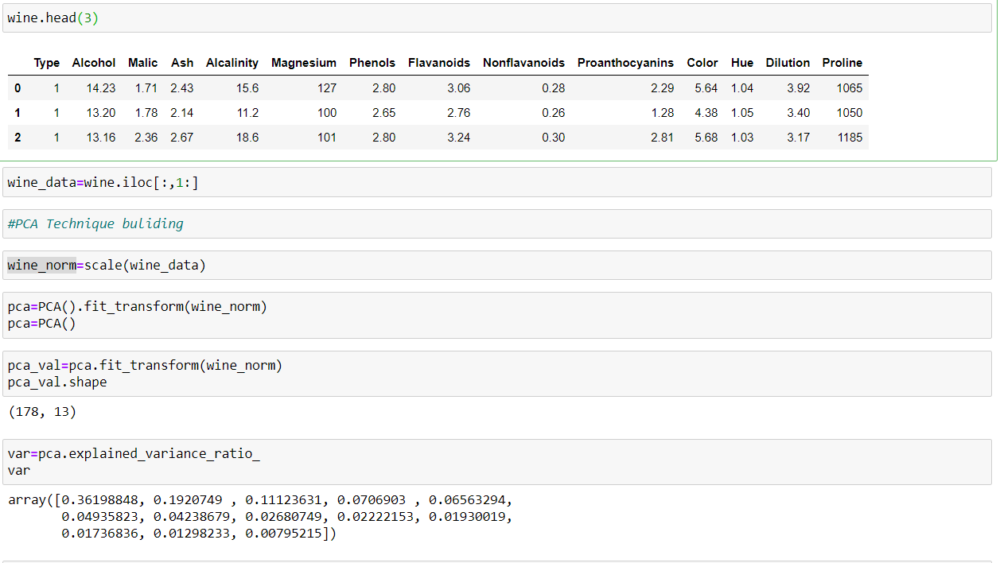 wine.head(3)
Type Alcohol Malic Ash Alcalinity Magnesium Phenols Flavanoids Nonflavanoids Proanthocyanins Color Hue Dilution Proline
0 1 14.23 1.71 2.43 15.6 127 2.80 3.06 0.28 2.29 5.64 1.04 3.92 1065
1 1 13.20 1.78 2.14 11.2 100 2.65 2.76 0.26 1.28 4.38 1.05 3.40 1050
2 1 13.16 2.36 2.67 18.6 101 2.80 3.24 0.30 2.81 5.68 1.03 3.17 1185
wine_data=wine.iloc[:,1:]
#PCA Technique buliding
wine_norm=scale(wine_data)
pca=PCA().fit_transform(wine_norm)
pca=PCA()
pca_val=pca.fit_transform(wine_norm)
pca_val.shape
(178, 13)
var=pca.explained_variance_ratio_
var
array([0.36198848, 0.1920749 , 0.11123631, 0.0706903 , 0.06563294,
0.04935823, 0.04238679, 0.02680749, 0.02222153, 0.01930019,
0.01736836, 0.01298233, 0.00795215])